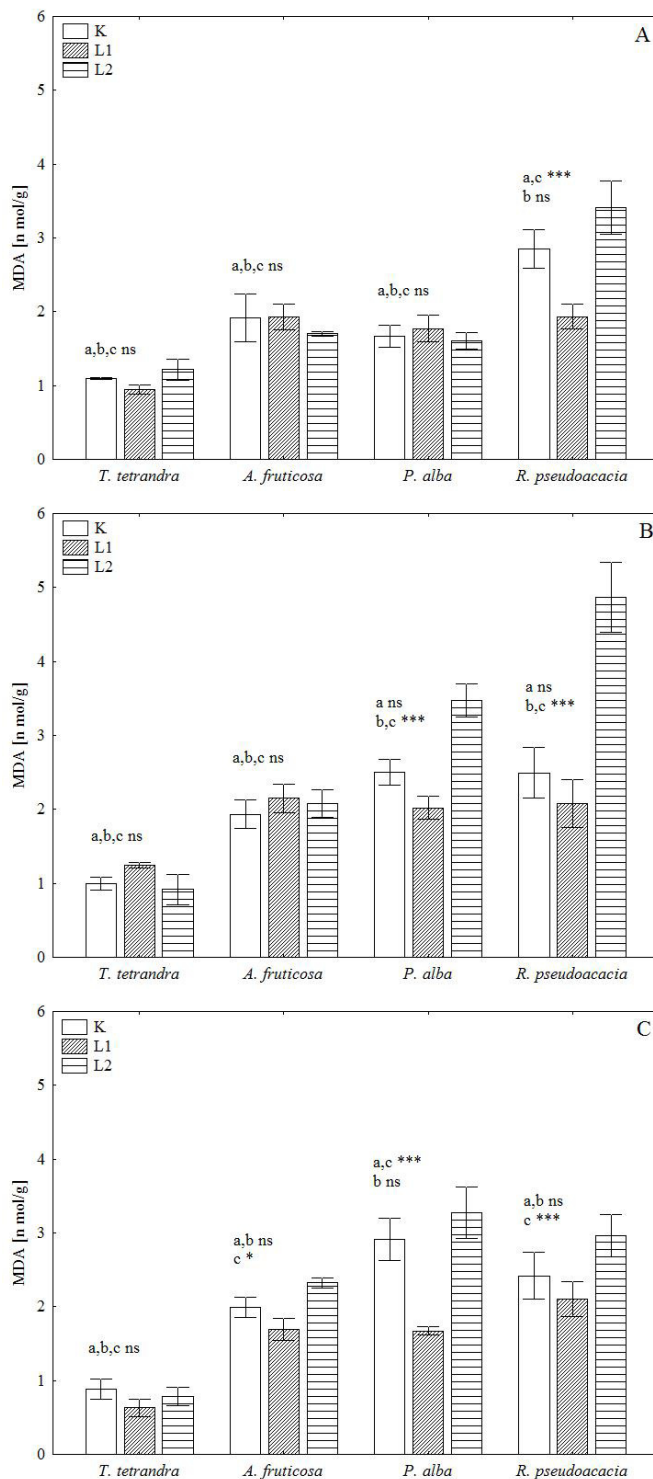 6
K
L1
L2
A
5
4
a,c ***
b ns
3
MDA [n mol/g]
a,b,c ns
a,b,c ns
2
a,b,c ns
1
0
T. tetrandra A. fruticosa P. alba R. pseudoacacia
6
K
L1
L2
B
5
4
a ns
b,c ***
a ns
b,c ***
3
MDA [n mol/g]
a,b,c ns
2
a,b,c ns
1
0
T. tetrandra A. fruticosa P. alba R. pseudoacacia
6
K
L1
L2
C
5
4
a,c ***
b ns
a,b ns
c ***
3
MDA [n mol/g]
a,b ns
c *
2
a,b,c ns
1
0
T. tetrandra A. fruticosa P. alba R. pseudoacacia